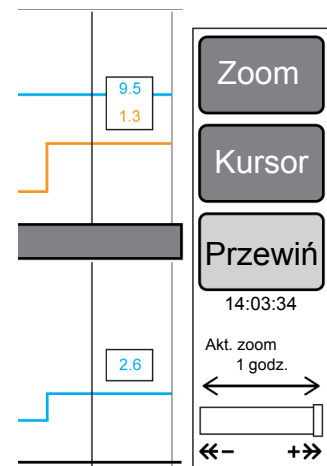 9.5
1.3
2.6
Zoom
Kursor
Przewiń
14:03:34
Akt. zoom
1 godz.
- +